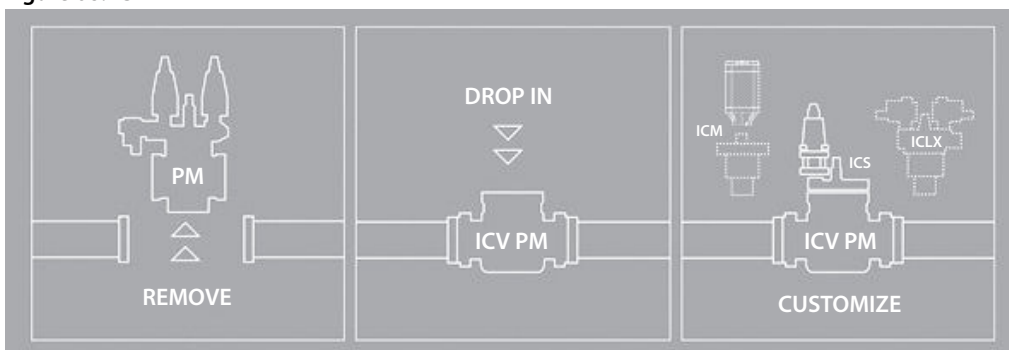 PM
REMOVE
DROP IN
ICV PM
ICM
ICS
ICLX
ICV PM
CUSTOMIZE